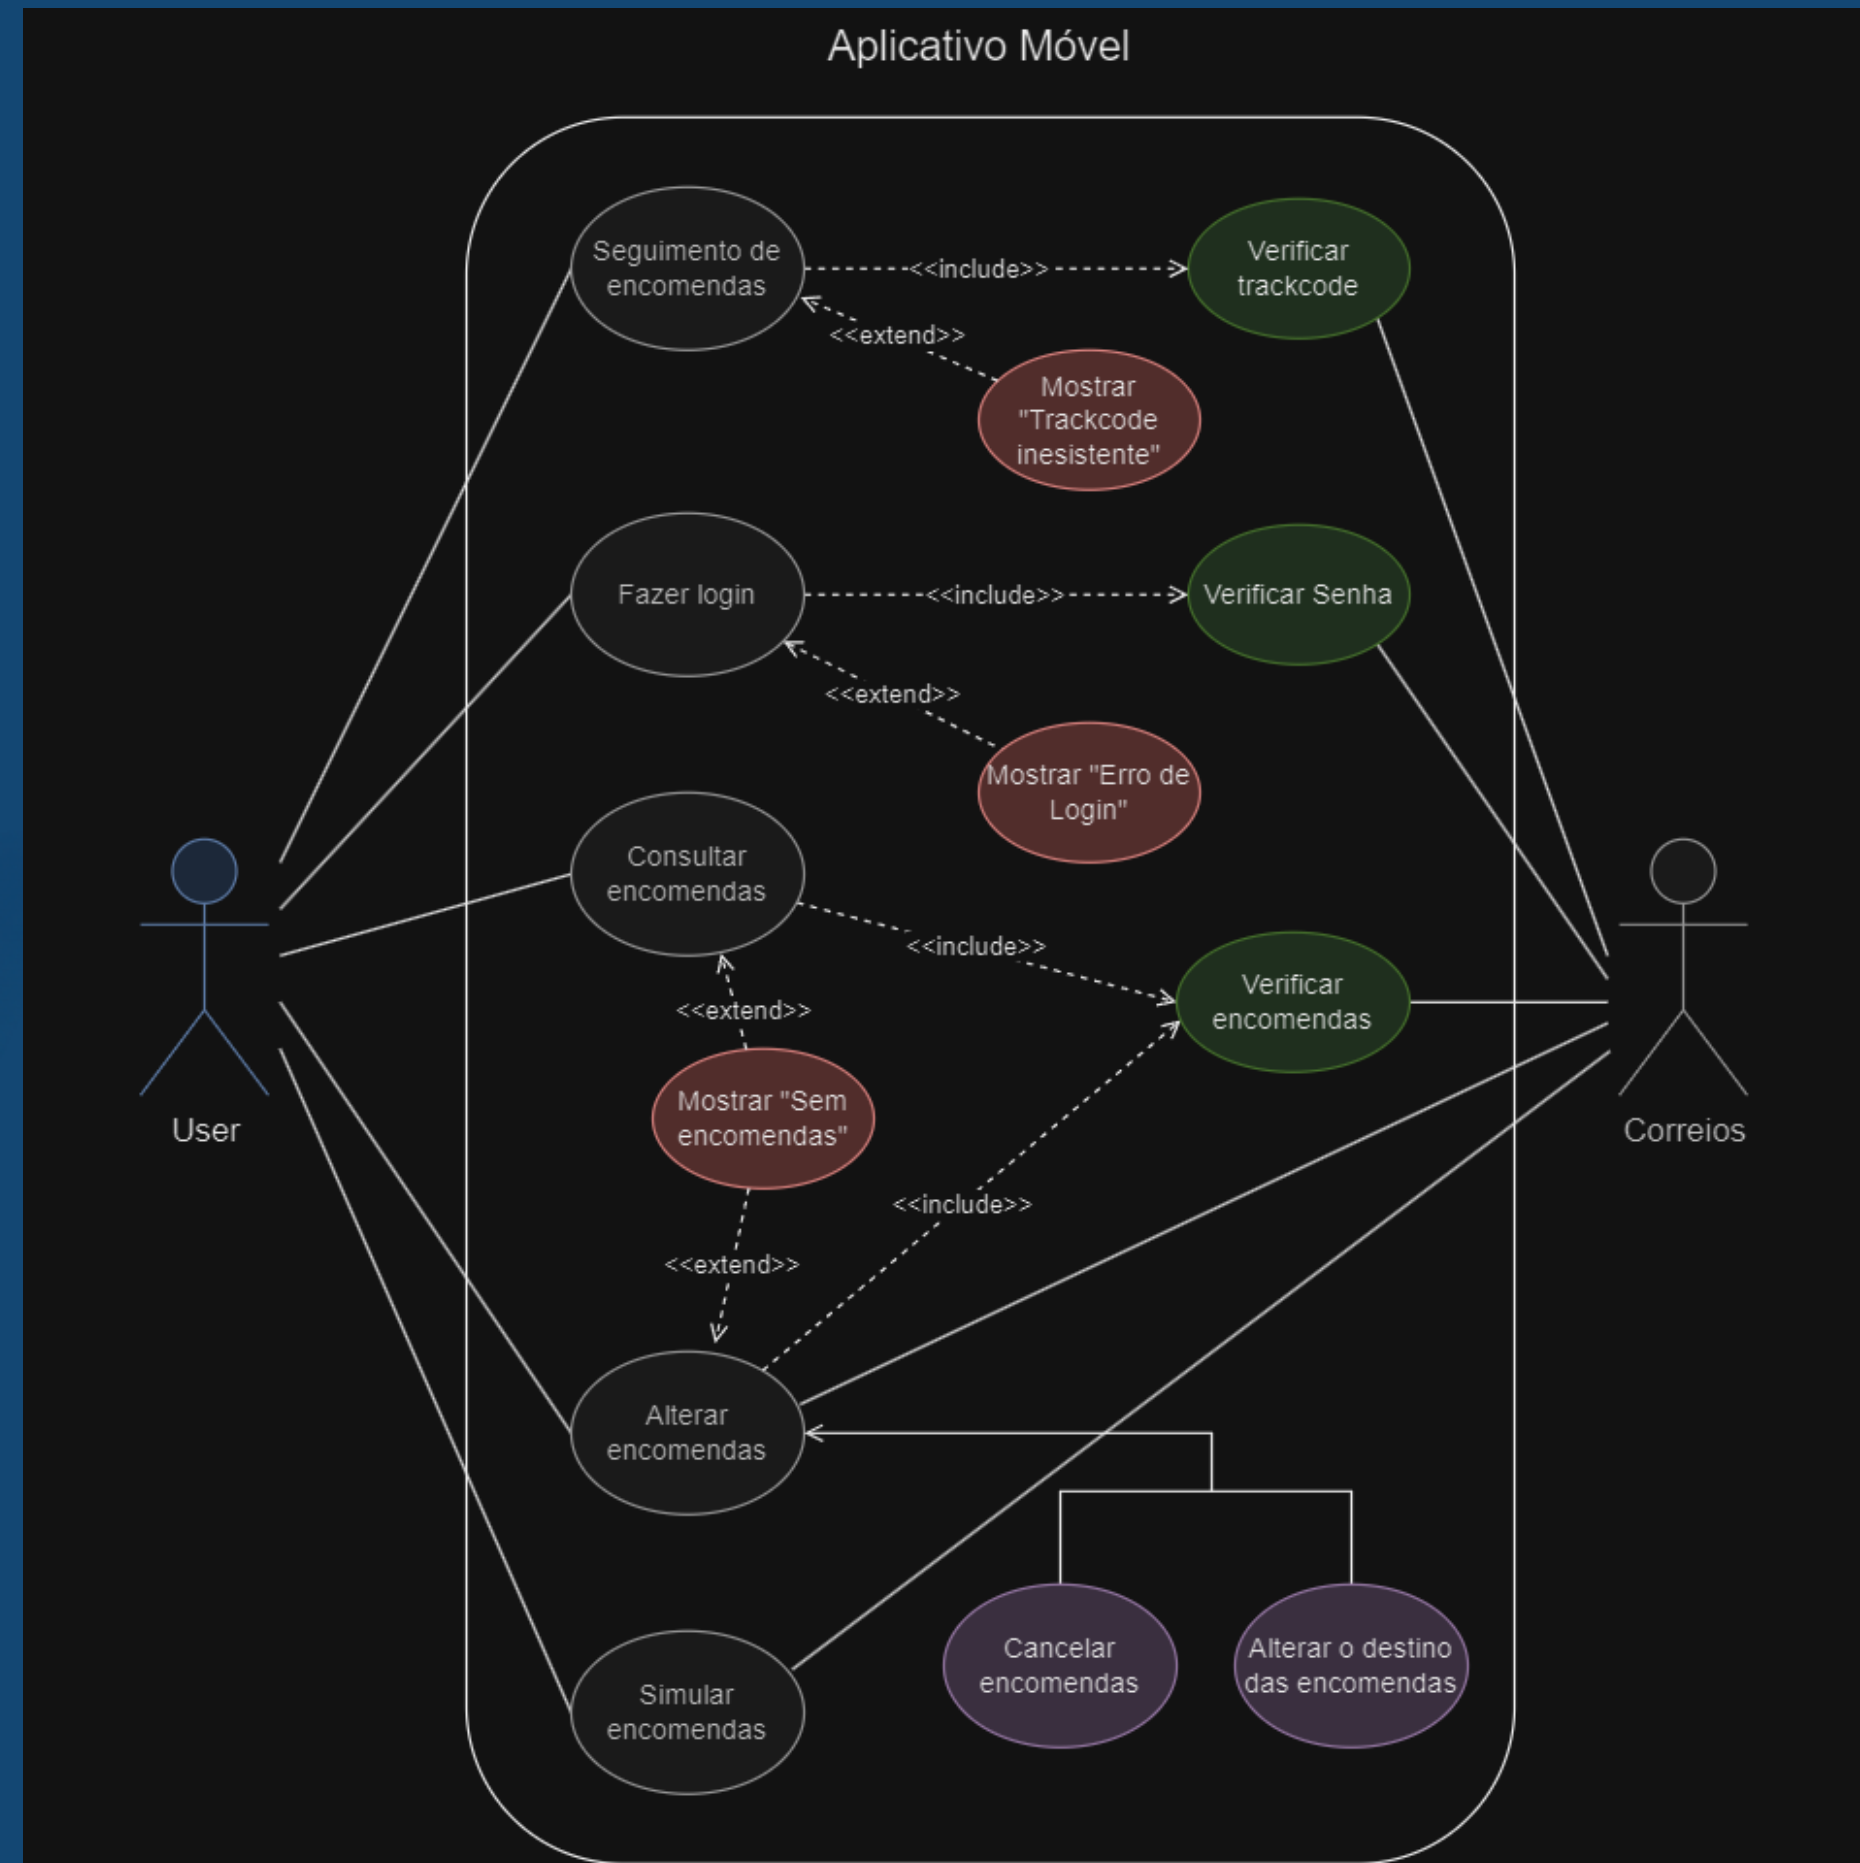 Aplicativo Móvel
Seguimento de
encomendas
<<include>>
Verificar
trackcode
<<extend>>
Mostrar
"Trackcode
inesistente"
Fazer login
<<include>>
Verificar Senha
<<extend>>
Mostrar "Erro de
Login"
Consultar
encomendas
<<include>>
Verificar
encomendas
<<extend>>
Mostrar "Sem
encomendas"
User
Correios
<<include>>
<<extend>>
Alterar
encomendas
Cancelar
encomendas
Alterar o destino
das encomendas
Simular
encomendas